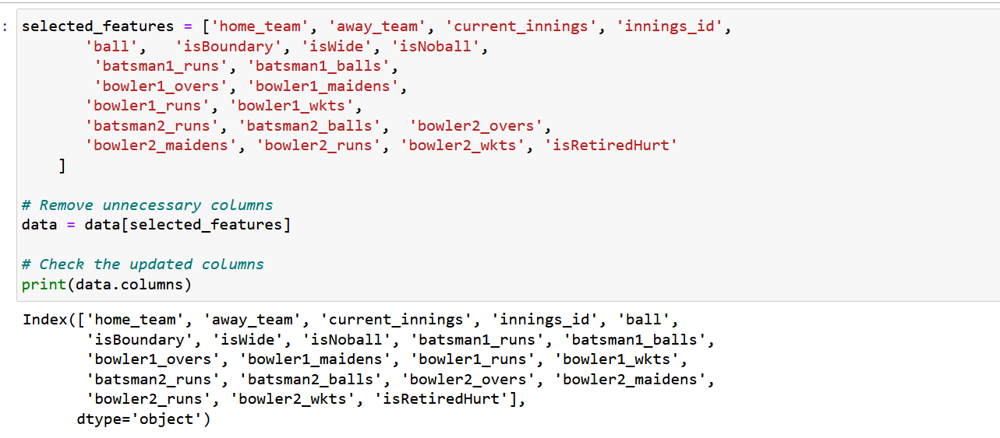 : selected_features = ['home_team', 'away_team', 'current_innings', 'innings_id',
'ball', 'isBoundary', 'isWide', 'isNoball',
'batsman1_runs', 'batsman1_balls',
'bowler1_overs', 'bowler1_maidens',
'bowler1_runs', 'bowler1_wkts',
'batsman2_runs', 'batsman2_balls', 'bowler2_overs',
'bowler2_maidens', 'bowler2_runs', 'bowler2_wkts', 'isRetiredHurt'
]
# Remove unnecessary columns
data = data[selected_features]
# Check the updated columns
print(data.columns)
Index(['home_team', 'away_team', 'current_innings', 'innings_id', 'ball',
'isBoundary', 'isWide', 'isNoball', 'batsman1_runs', 'batsman1_balls',
'bowler1_overs', 'bowler1_maidens', 'bowler1_runs', 'bowler1_wkts',
'batsman2_runs', 'batsman2_balls', 'bowler2_overs', 'bowler2_maidens',
'bowler2_runs', 'bowler2_wkts', 'isRetiredHurt'],
dtype='object')